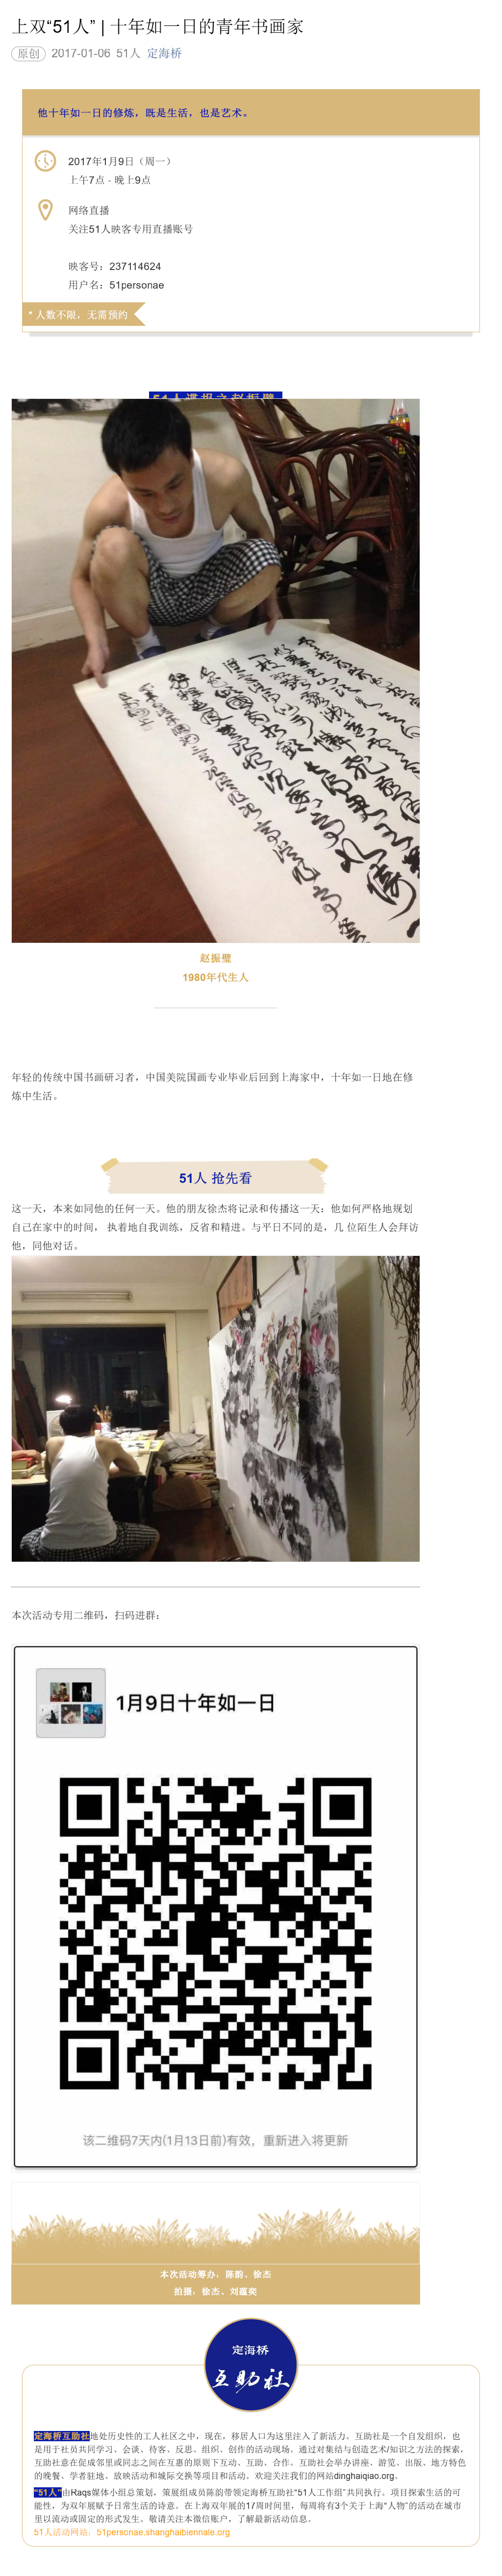 上双“51人” | 十年如一日的青年书画家
原创 2017-01-06 51人 定海桥
他十年如一日的修炼，既是生活，也是艺术。
2017年1月9日（周一）
上午7点 - 晚上9点
网络直播
关注51人映客专用直播账号
映客号：237114624
用户名：51personae
* 人数不限，无需预约
赵振璧
1980年代生人
年轻的传统中国书画研习者，中国美院国画专业毕业后回到上海家中，十年如一日地在修
炼中生活。
51人 抢先看
这一天，本来如同他的任何一天。他的朋友徐杰将记录和传播这一天：他如何严格地规划
自己在家中的时间， 执着地自我训练，反省和精进。与平日不同的是，几 位陌生人会拜访
他，同他对话。
本次活动专用二维码，扫码进群：
1月9日十年如一日
该二维码7天内(1月13日前)有效，重新进入将更新
本次活动筹办：陈韵、徐杰
拍摄：徐杰、刘蕴奕
定海桥
互助社
定海桥互助社地处历史性的工人社区之中，现在，移居人口为这里注入了新活力。互助社是一个自发组织，也
是用于社员共同学习、会谈、待客、反思、组织、创作的活动现场。通过对集结与创造艺术/知识之方法的探索，
互助社意在促成邻里或同志之间在互惠的原则下互动、互助、合作。互助社会举办讲座、游览、出版、地方特色
的晚餐、学者驻地、放映活动和城际交换等项目和活动。欢迎关注我们的网站dinghaiqiao.org。
“51人”由Raqs媒体小组总策划，策展组成员陈韵带领定海桥互助社“51人工作组”共同执行。项目探索生活的可
能性，为双年展赋予日常生活的诗意。在上海双年展的17周时间里，每周将有3个关于上海“人物”的活动在城市
里以流动或固定的形式发生。敬请关注本微信账户，了解最新活动信息。
51人活动网站：51personae.shanghaibiennale.org